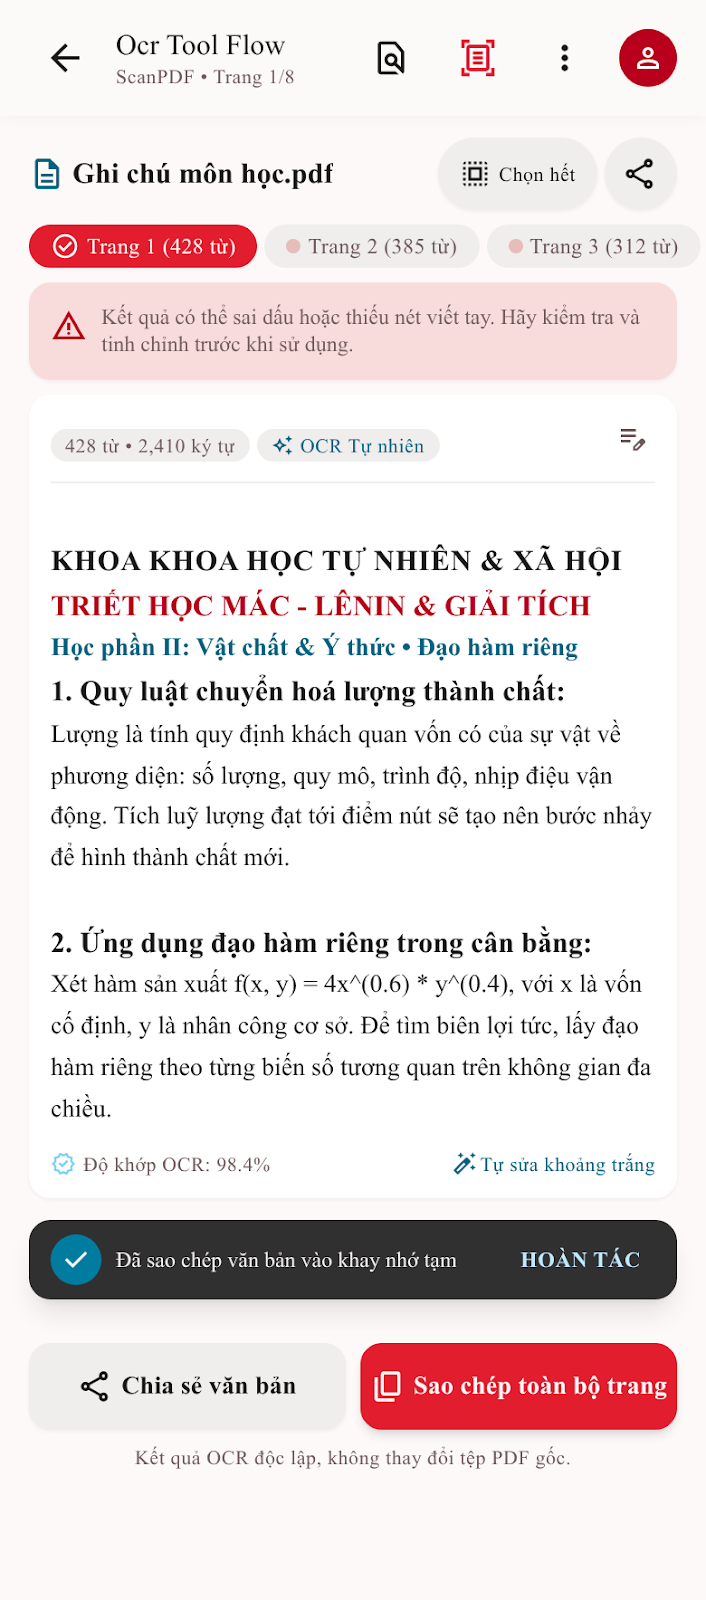 Ocr Tool Flow
ScanPDF • Trang 1/8
Ghi chú môn học.pdf
Chọn hết
Trang 1 (428 từ)
Trang 2 (385 từ)
Trang 3 (312 từ)
Kết quả có thể sai dấu hoặc thiếu nét viết tay. Hãy kiểm tra và
tinh chỉnh trước khi sử dụng.
428 từ • 2,410 ký tự
OCR Tự nhiên
KHOA KHOA HỌC TỰ NHIÊN & XÃ HỘI
TRIẾT HỌC MÁC - LÊNIN & GIẢI TÍCH
Học phần II: Vật chất & Ý thức • Đạo hàm riêng
1. Quy luật chuyển hoá lượng thành chất:
Lượng là tính quy định khách quan vốn có của sự vật về
phương diện: số lượng, quy mô, trình độ, nhịp điệu vận
động. Tích luỹ lượng đạt tới điểm nút sẽ tạo nên bước nhảy
để hình thành chất mới.
2. Ứng dụng đạo hàm riêng trong cân bằng:
Xét hàm sản xuất f(x, y) = 4x^(0.6) * y^(0.4), với x là vốn
cố định, y là nhân công cơ sở. Để tìm biên lợi tức, lấy đạo
hàm riêng theo từng biến số tương quan trên không gian đa
chiều.
Độ khớp OCR: 98.4%
Tự sửa khoảng trắng
Đã sao chép văn bản vào khay nhớ tạm
HOÀN TÁC
Chia sẻ văn bản
Sao chép toàn bộ trang
Kết quả OCR độc lập, không thay đổi tệp PDF gốc.